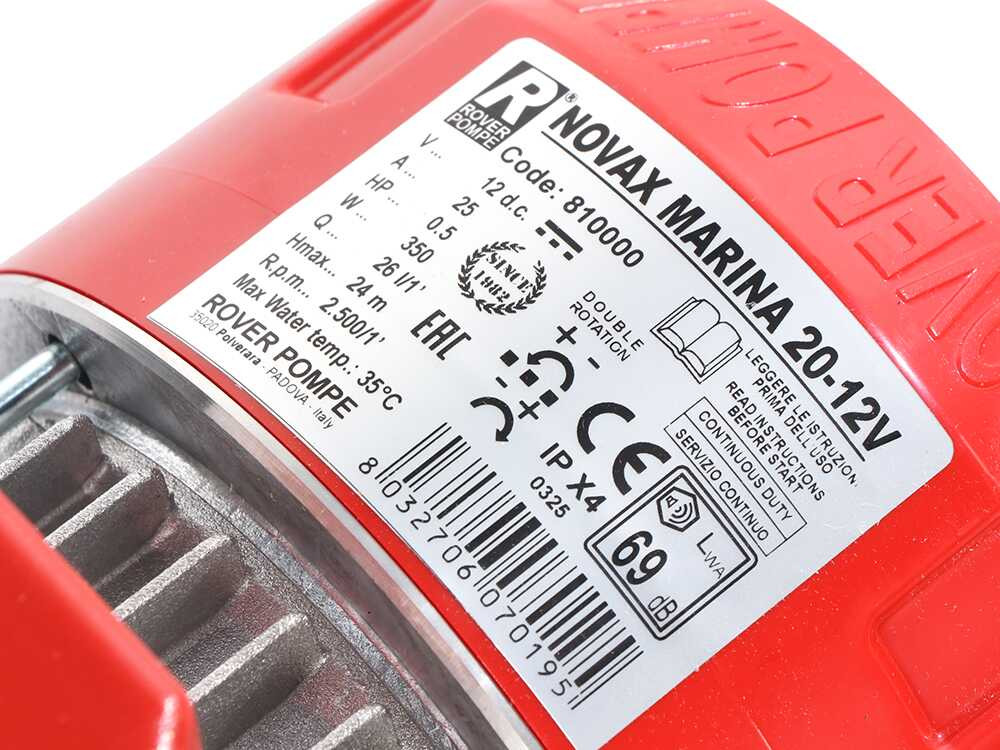 R®
ROVER
POMPE
NOVAX MARINA 20-12V
Code: 810000
V ... 12 d.c.
A ... 25
HP... 0.5
W ... 350
Q ... 26 l/1'
Hmax... 24 m
R.p.m... 2.500/1'
Max Water temp.: 35°C
ROVER POMPE
35020 Polverara - PADOVA - Italy
SINCE
1962
EAC
DOUBLE
ROTATION
+ -
- +
LEGGERE LE ISTRUZIONI
PRIMA DELL'USO
READ INSTRUCTIONS
BEFORE START
CONTINUOUS DUTY
SERVIZIO CONTINUO
CE
IP X4
0325
LWA
69
dB
8 032706 070195
ROVER POMPE